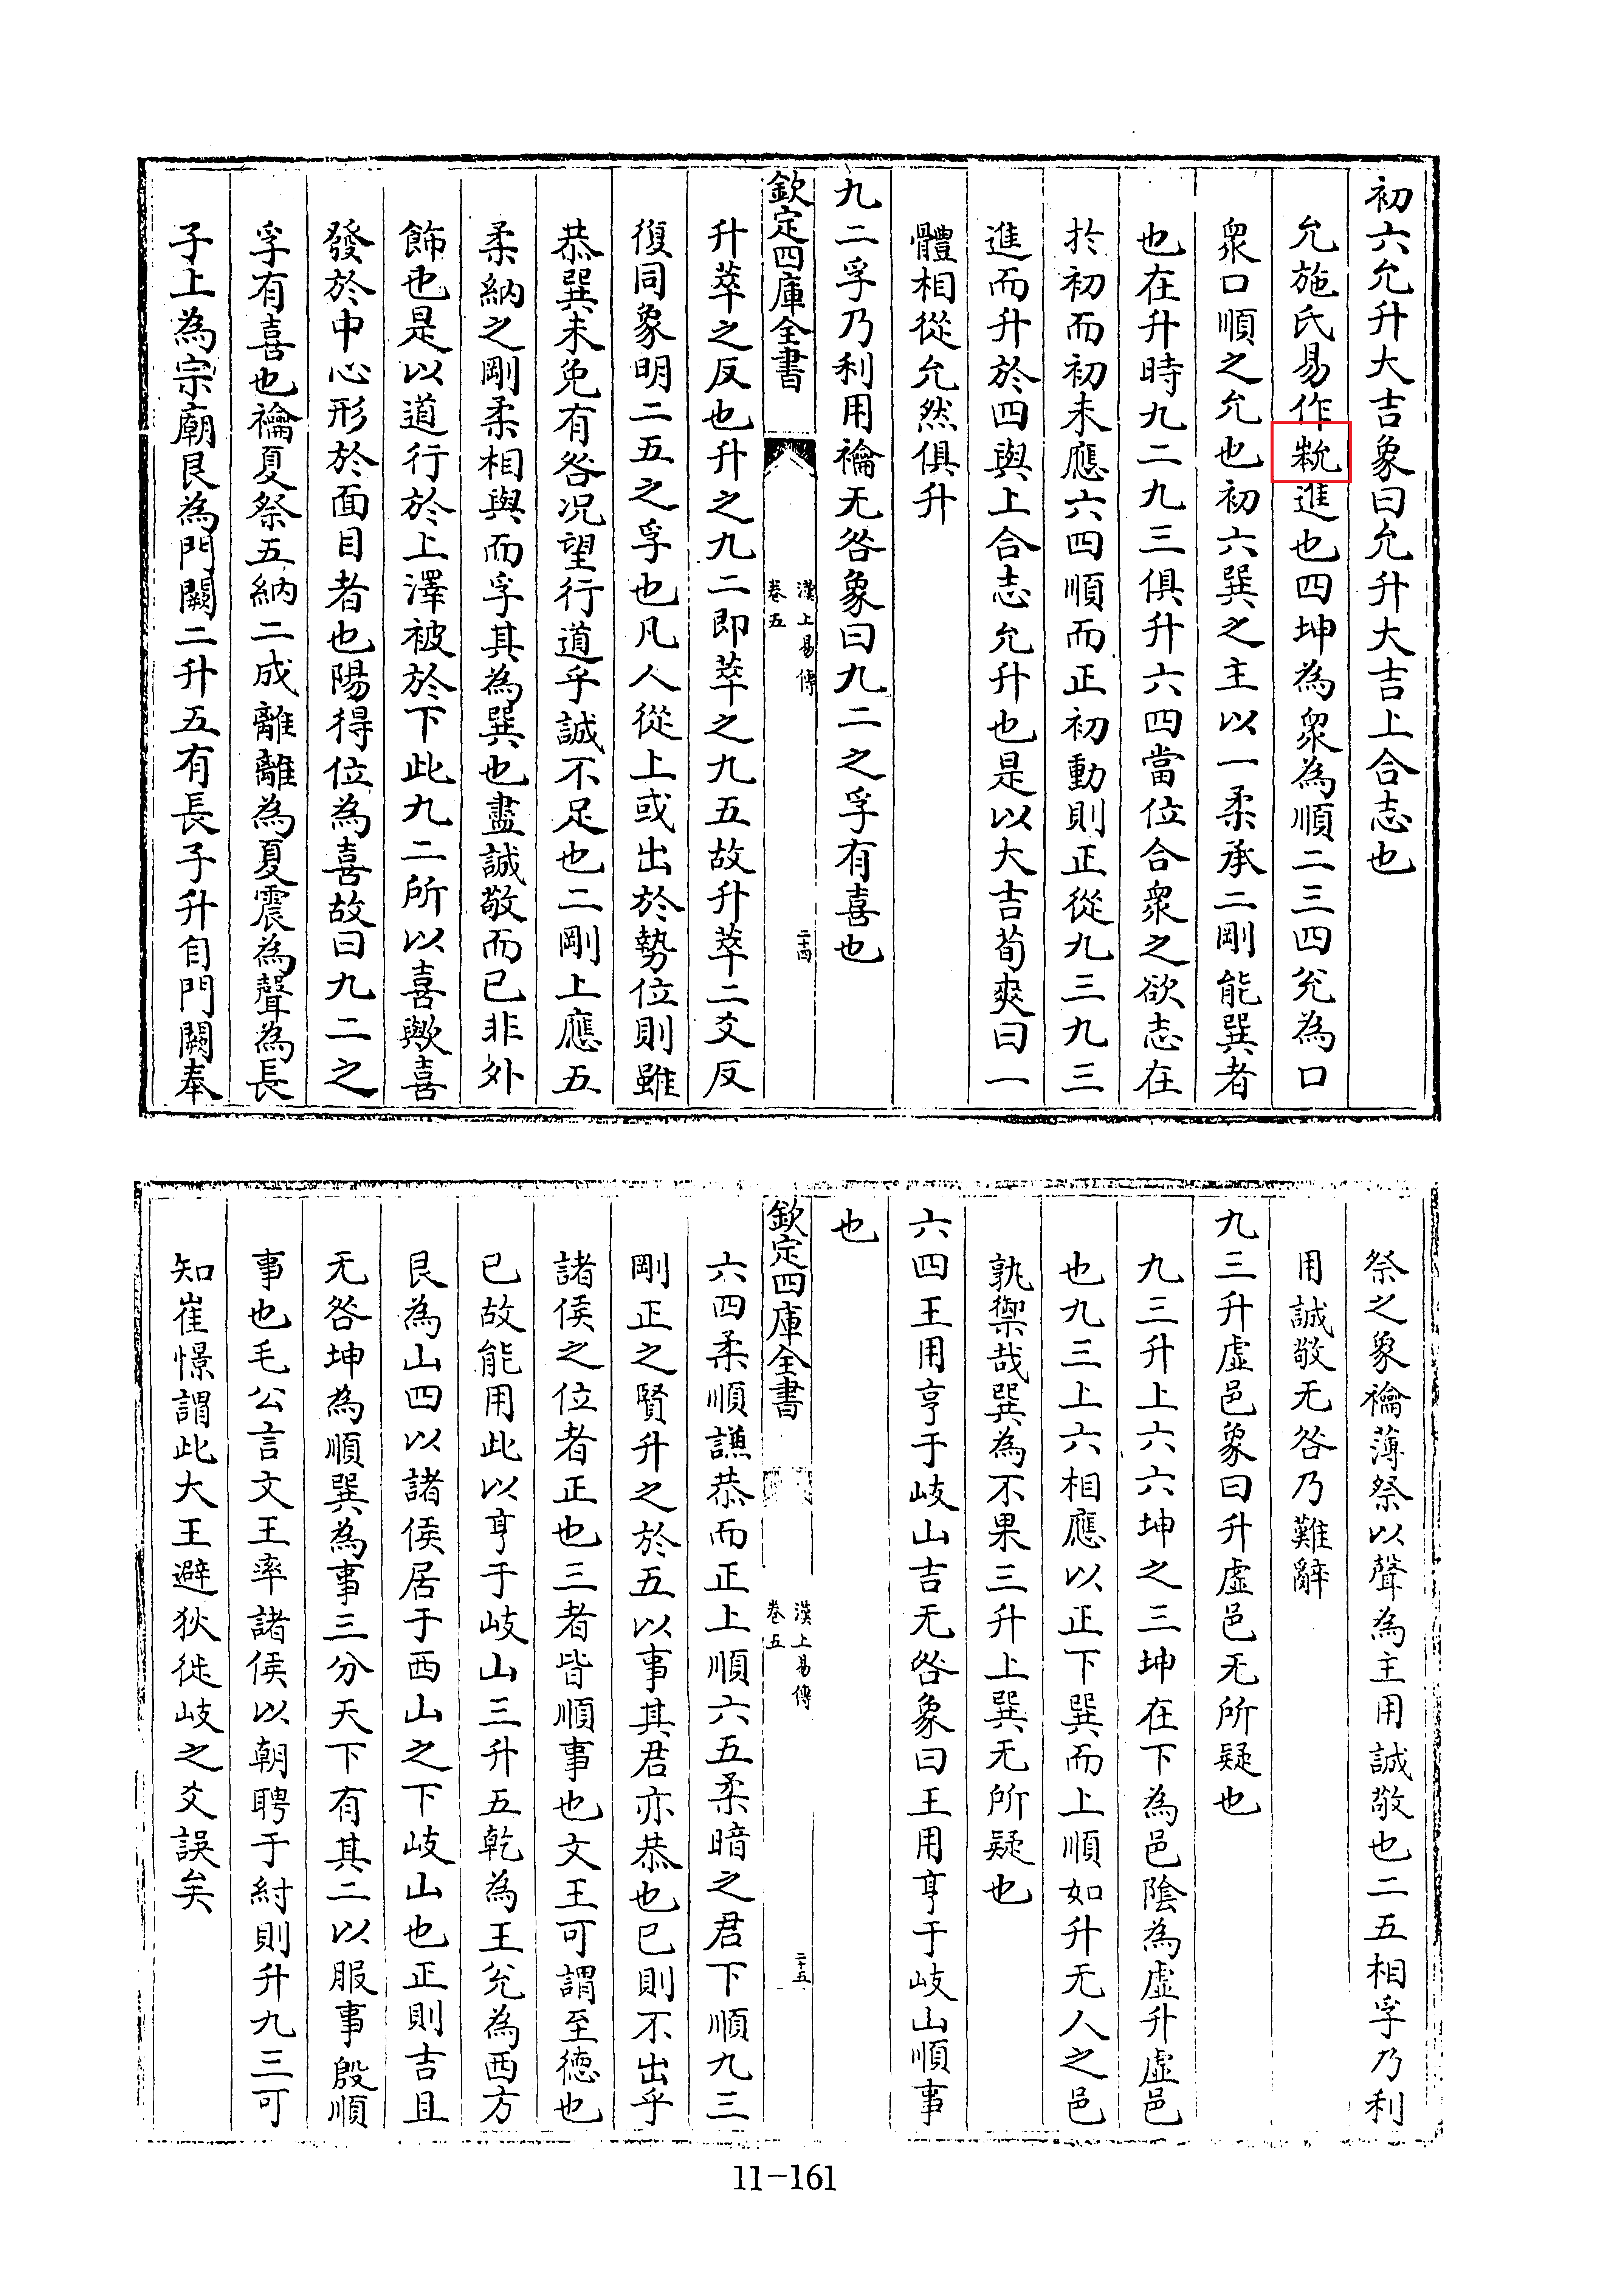 初六允升大吉象曰允升大吉上合志也
允施氏易作進也四坤為衆為順二三四兊為口
衆口順之允也初六巽之主以一柔承二剛能巽者
也在升時九二九三俱升六四當位合衆之欲志在
扵初而初未應六四順而正初動則正從九三九三
進而升於四與上合志允升也是以大吉荀爽曰一
體相從允然俱升
九二孚乃利用禴无咎象曰九二之孚有喜也
欽定四庫全書
漢上易傳
卷五
二十四
升萃之反也升之九二即萃之九五故升萃二爻反
復同象明二五之孚也凡人從上或出於勢位則雖
恭巽未免有咎况望行道乎誠不足也二剛上應五
柔納之剛柔相與而孚其為巽也盡誠敬而已非外
飾也是以道行於上澤被於下此九二所以喜歟喜
發於中心形於面目者也陽得位為喜故曰九二之
孚有喜也禴夏祭五納二成離離為夏震為聲為長
子上為宗廟艮為門闕二升五有長子升自門闕奉
祭之象禴薄祭以聲為主用誠敬也二五相孚乃利
用誠敬无咎乃難辭
九三升虚邑象曰升虚邑无所疑也
九三升上六六坤之三坤在下為邑陰為虚升虚邑
也九三上六相應以正下巽而上順如升无人之邑
孰禦哉巽為不果三升上巽无所疑也
六四王用亨于岐山吉无咎象曰王用亨于岐山順事
也
欽定四庫全書
漢上易傳
卷五
二十五
六四柔順謙恭而正上順六五柔暗之君下順九三
剛正之賢升之於五以事其君亦恭也已則不出乎
諸侯之位者正也三者皆順事也文王可謂至徳也
已故能用此以亨于岐山三升五乾為王兊為西方
艮為山四以諸侯居于西山之下岐山也正則吉且
无咎坤為順巽為事三分天下有其二以服事殷順
事也毛公言文王率諸侯以朝聘于紂則升九三可
知崔憬謂此大王避狄徙岐之爻誤矣
11-161